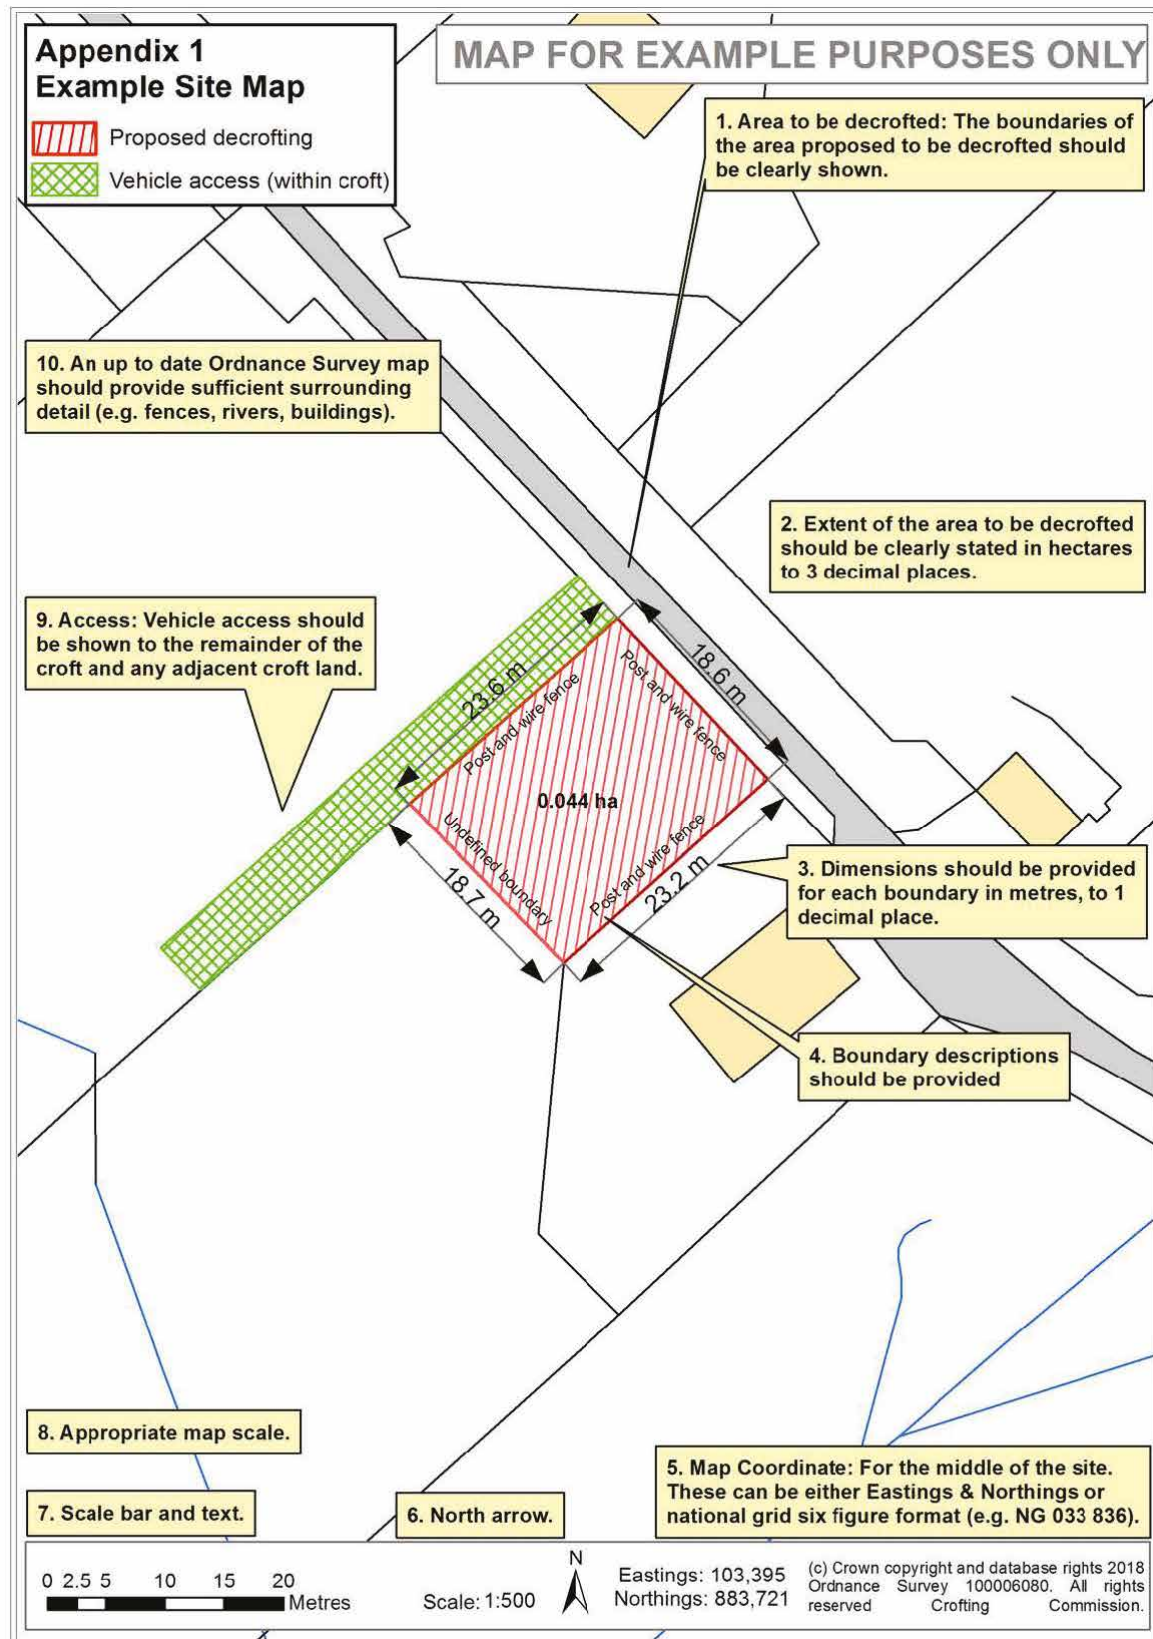 Appendix 1
Example Site Map
Proposed decrofting
Vehicle access (within croft)
MAP FOR EXAMPLE PURPOSES ONLY
1. Area to be decrofted: The boundaries of
the area proposed to be decrofted should
be clearly shown.
10. An up to date Ordnance Survey map
should provide sufficient surrounding
detail (e.g. fences, rivers, buildings).
2. Extent of the area to be decrofted
should be clearly stated in hectares
to 3 decimal places.
9. Access: Vehicle access should
be shown to the remainder of the
croft and any adjacent croft land.
23.6 m
Post and wire fence
18.6 m
Post and wire fence
0.044 ha
Undefined boundary
18.7 m
Post and wire fence
23.2 m
3. Dimensions should be provided
for each boundary in metres, to 1
decimal place.
4. Boundary descriptions
should be provided
8. Appropriate map scale.
7. Scale bar and text.
6. North arrow.
5. Map Coordinate: For the middle of the site.
These can be either Eastings & Northings or
national grid six figure format (e.g. NG 033 836).
0 2.5 5 10 15 20
Metres
Scale: 1:500
N
Eastings: 103,395
Northings: 883,721
(c) Crown copyright and database rights 2018
Ordnance Survey 100006080. All rights
reserved Crofting Commission.